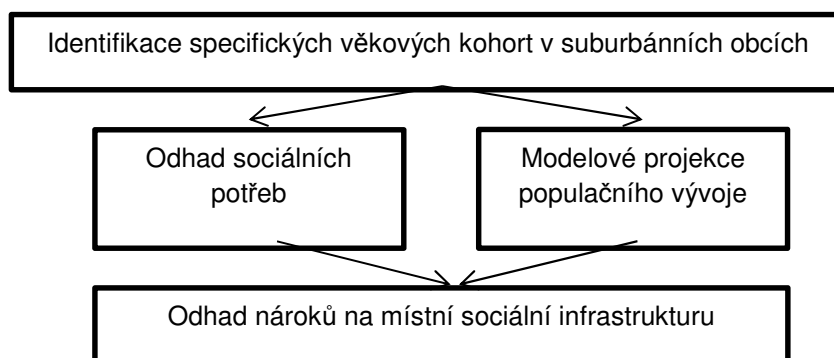 Identifikace specifických věkových kohort v suburbánních obcích
Odhad sociálních
potřeb
Modelové projekce
populačního vývoje
Odhad nároků na místní sociální infrastrukturu